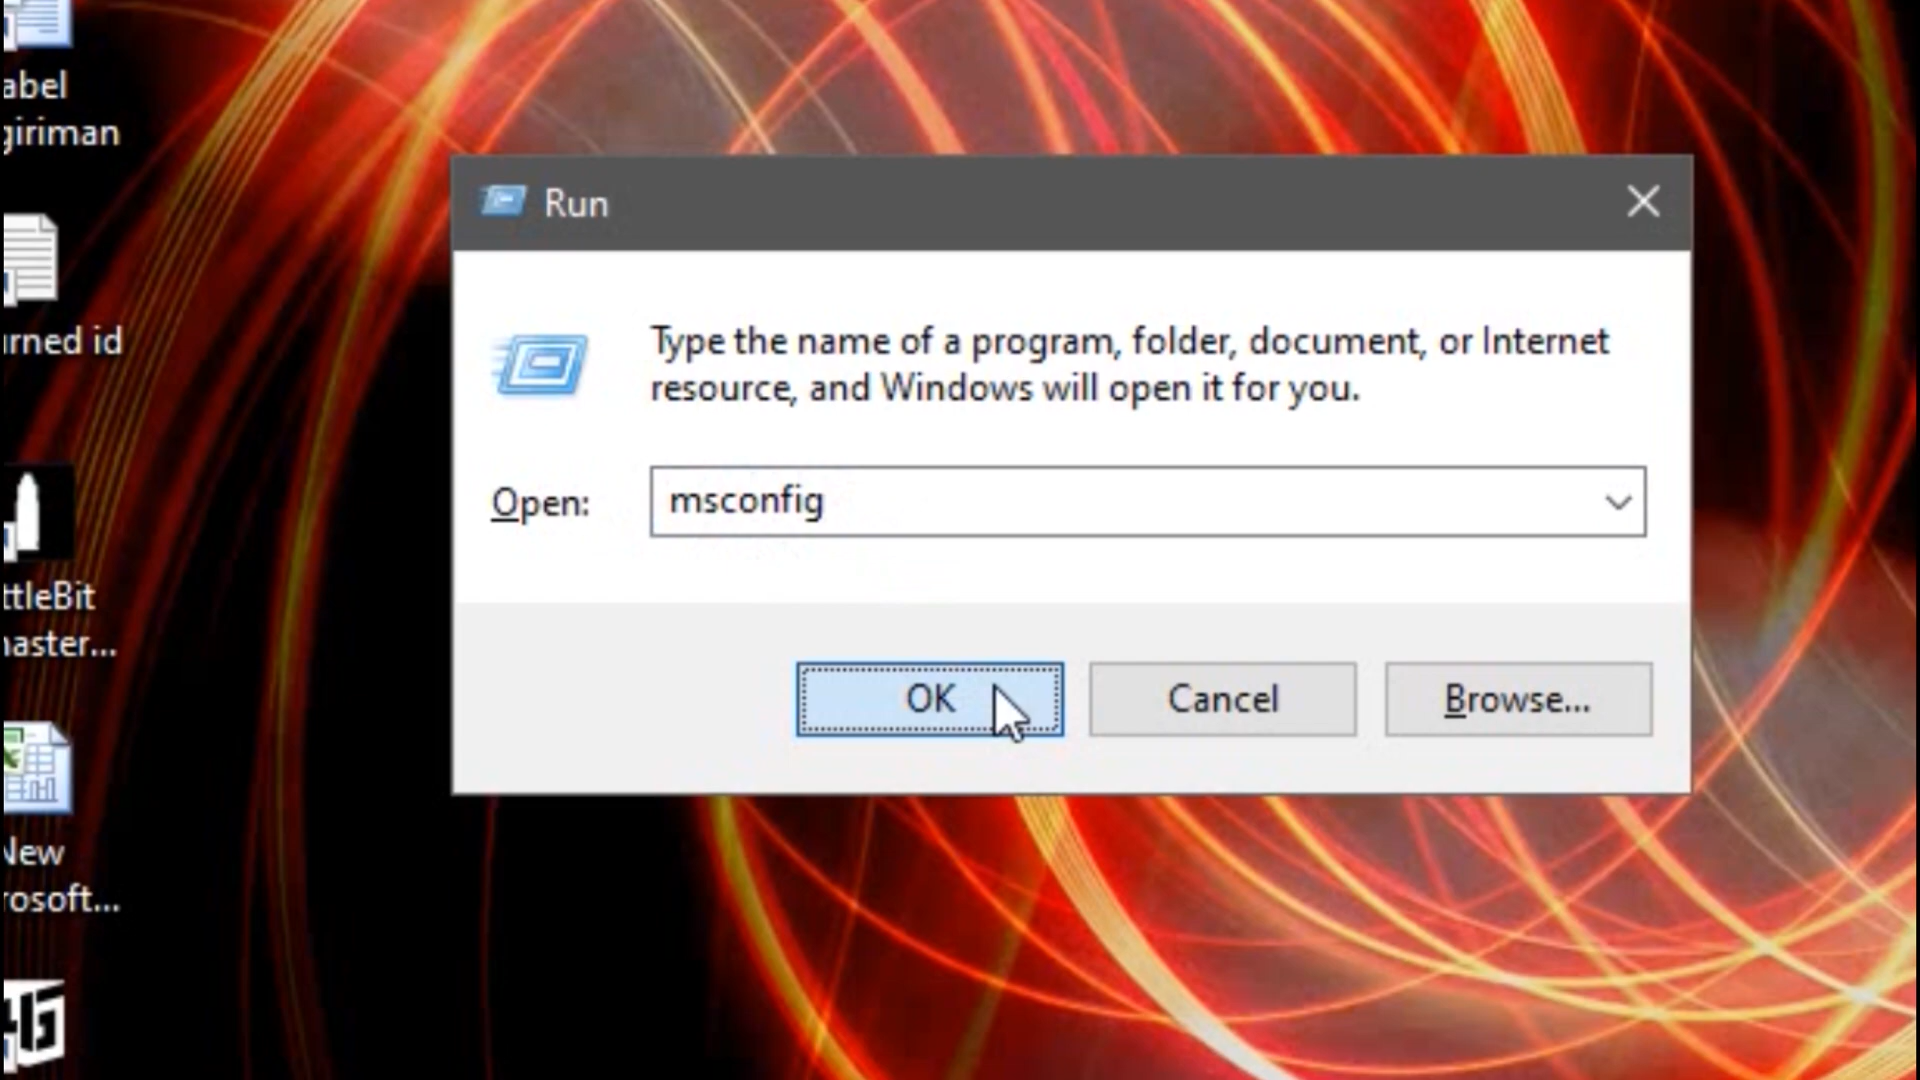 abel
giriman
rned id
ttleBit
aster...
New
rosoft...
Run
Type the name of a program, folder, document, or Internet
resource, and Windows will open it for you.
Open:
msconfig
OK
Cancel
Browse...